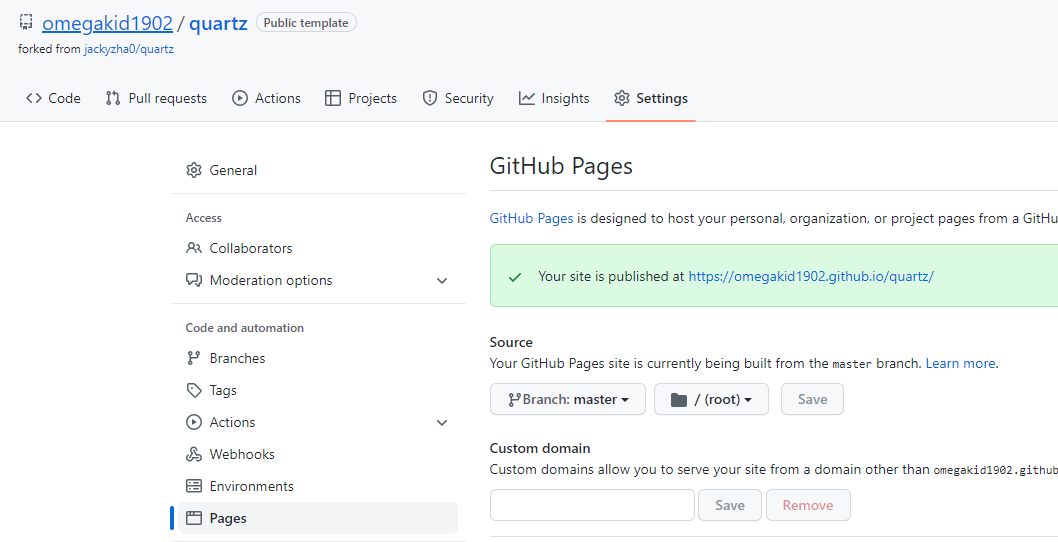 omegakid1902 / quartz Public template
forked from jackyzha0/quartz
Code Pull requests Actions Projects Security Insights Settings
General
Access
Collaborators
Moderation options
Code and automation
Branches
Tags
Actions
Webhooks
Environments
Pages
GitHub Pages
GitHub Pages is designed to host your personal, organization, or project pages from a GitHu
Your site is published at https://omegakid1902.github.io/quartz/
Source
Your GitHub Pages site is currently being built from the master branch. Learn more.
Branch: master / (root) Save
Custom domain
Custom domains allow you to serve your site from a domain other than omegakid1902.github
Save Remove